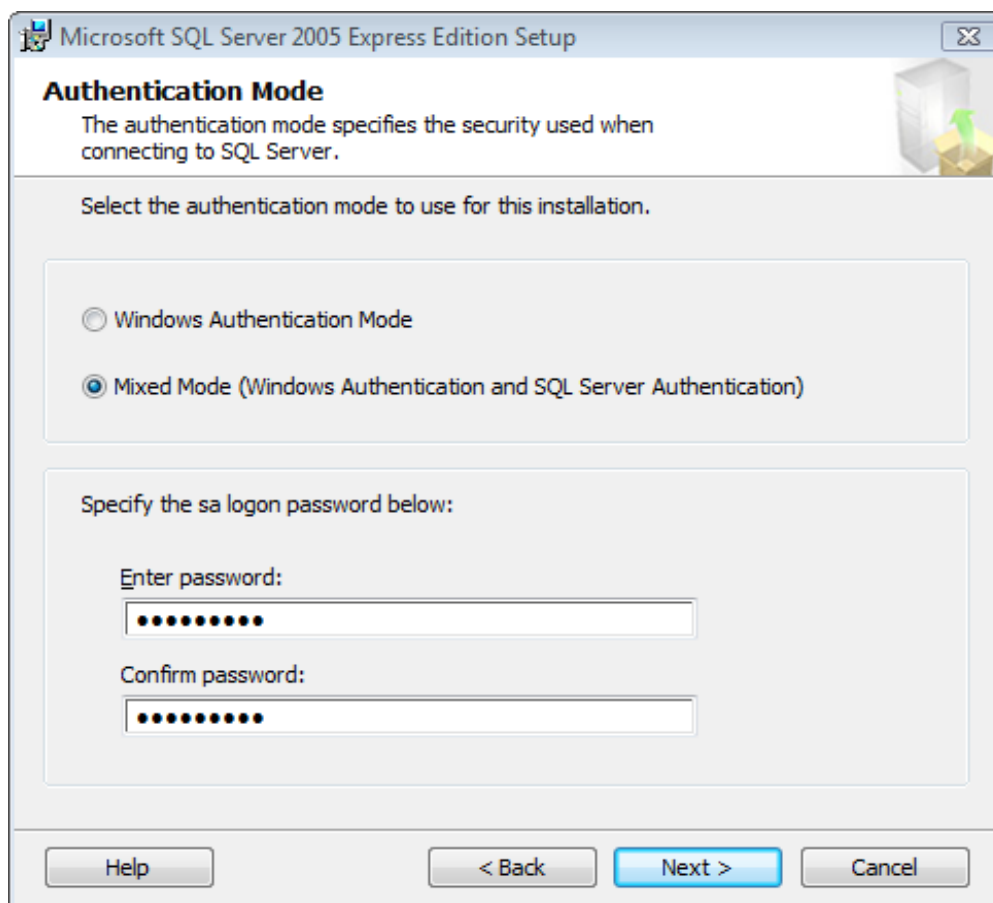 Microsoft SQL Server 2005 Express Edition Setup
Authentication Mode
The authentication mode specifies the security used when
connecting to SQL Server.
Select the authentication mode to use for this installation.
Windows Authentication Mode
Mixed Mode (Windows Authentication and SQL Server Authentication)
Specify the sa logon password below:
Enter password:
●●●●●●●●●
Confirm password:
●●●●●●●●●
Help < Back Next > Cancel